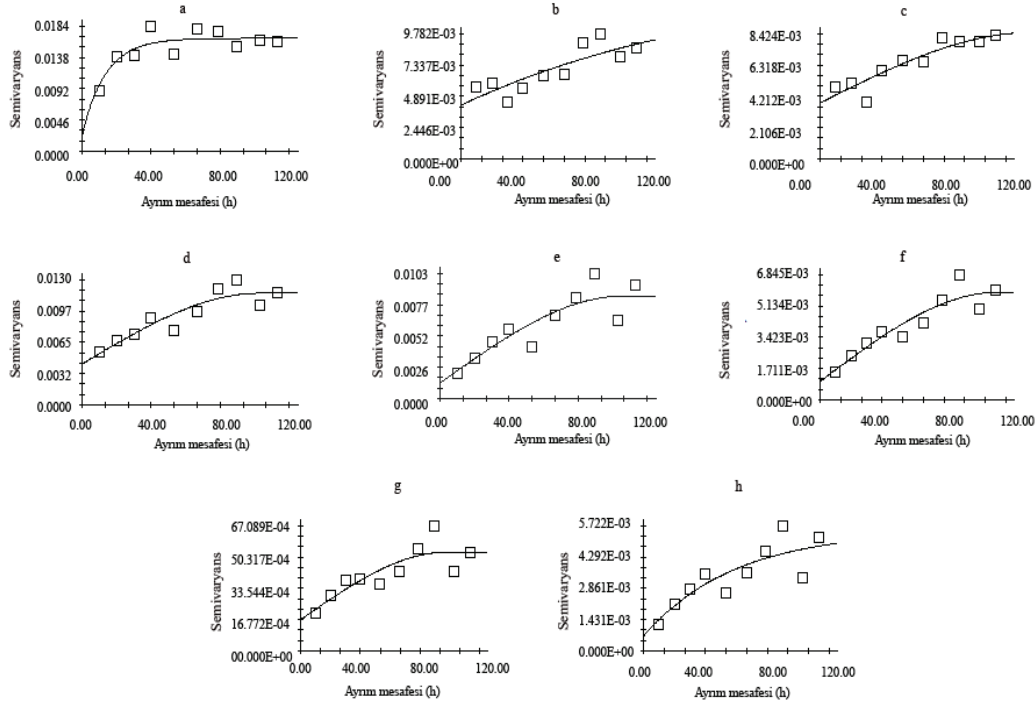 a
0.0184
0.0138
0.0092
0.0046
0.0000
Semivaryans
0.00 40.00 80.00 120.00
Ayrım mesafesi (h)
b
9.782E-03
7.337E-03
4.891E-03
2.446E-03
0.000E+00
Semivaryans
0.00 40.00 80.00 120.00
Ayrım mesafesi (h)
c
8.424E-03
6.318E-03
4.212E-03
2.106E-03
0.000E+00
Semivaryans
0.00 40.00 80.00 120.00
Ayrım mesafesi (h)
d
0.0130
0.0097
0.0065
0.0032
0.0000
Semivaryans
0.00 40.00 80.00 120.00
Ayrım mesafesi (h)
e
0.0103
0.0077
0.0052
0.0026
0.0000
Semivaryans
0.00 40.00 80.00 120.00
Ayrım mesafesi (h)
f
6.845E-03
5.134E-03
3.423E-03
1.711E-03
0.000E+00
Semivaryans
0.00 40.00 80.00 120.00
Ayrım mesafesi (h)
g
67.089E-04
50.317E-04
33.544E-04
16.772E-04
00.000E-04
Semivaryans
0.00 40.00 80.00 120.00
Ayrım mesafesi (h)
h
5.722E-03
4.292E-03
2.861E-03
1.431E-03
0.000E+00
Semivaryans
0.00 40.00 80.00 120.00
Ayrım mesafesi (h)